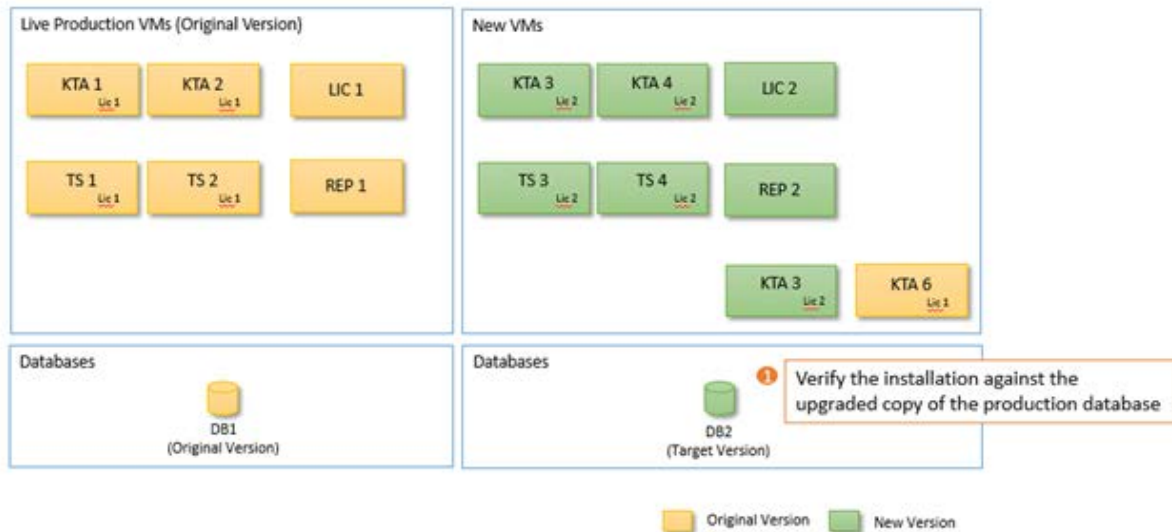 Live Production VMs (Original Version)
New VMs
KTA 1
Lic 1
KTA 2
Lic 1
LIC 1
KTA 3
Lic 2
KTA 4
Lic 2
LIC 2
TS 1
Lic 1
TS 2
Lic 1
REP 1
TS 3
Lic 2
TS 4
Lic 2
REP 2
KTA 3
Lic 2
KTA 6
Lic 1
Databases
DB1
(Original Version)
Databases
DB2
(Target Version)
1
Verify the installation against the
upgraded copy of the production database
Original Version
New Version